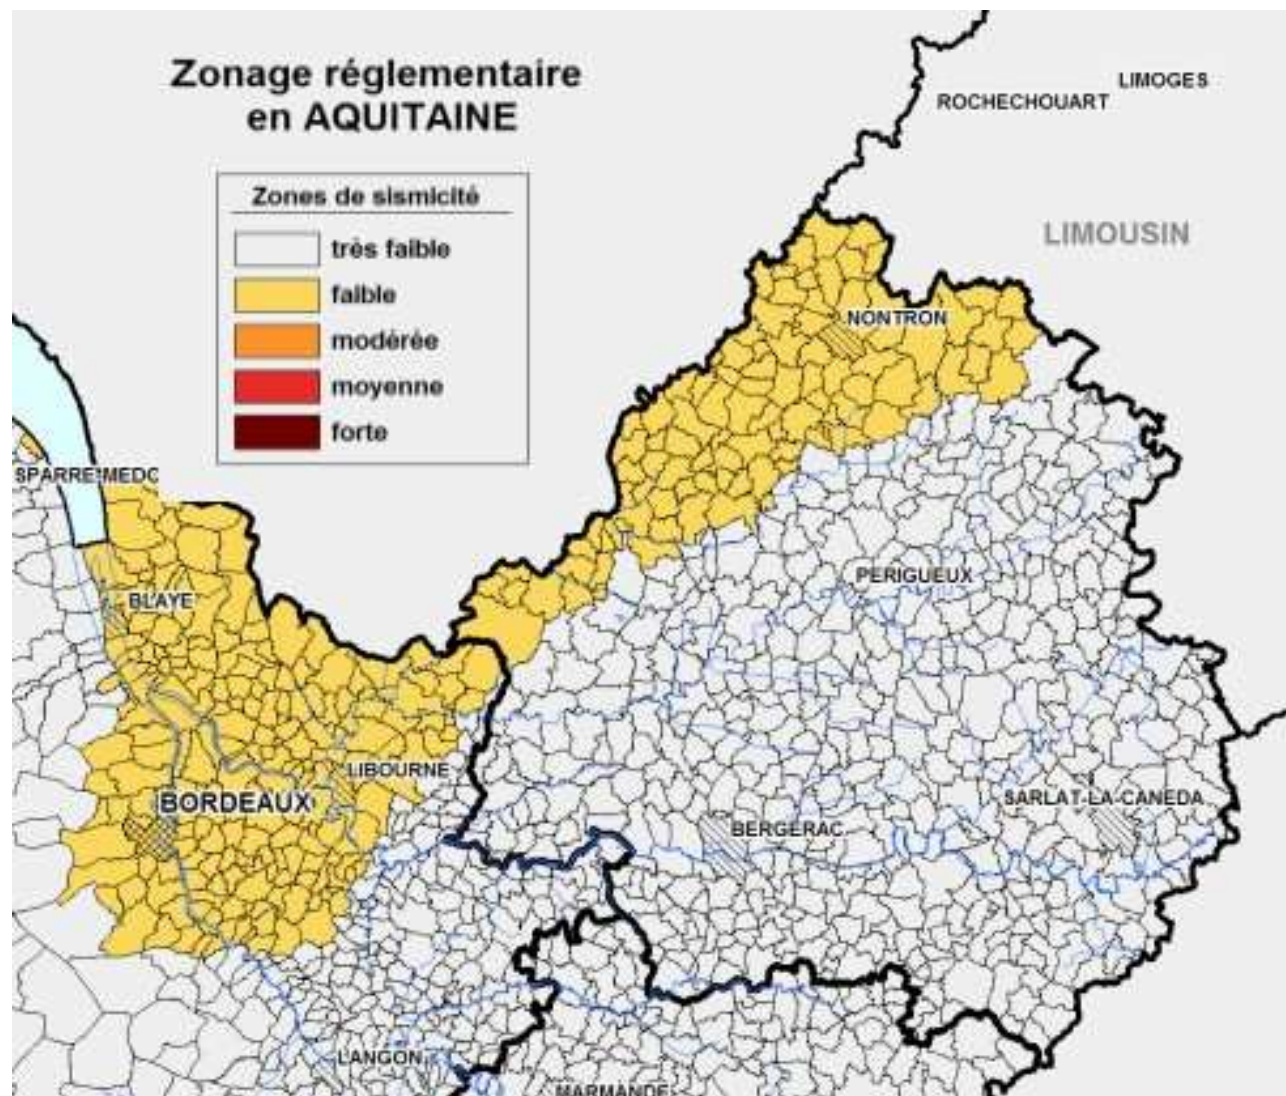 Zonage réglementaire
en AQUITAINE
Zones de sismicité
très faible
faible
modérée
moyenne
forte
LIMOGES
ROCHECHOUART
LIMOUSIN
NONTRON
SPARRE-MEDC
PERIGUEUX
BLAYE
LIBOURNE
BORDEAUX
SARLAT-LA-CANEDA
BERGERAC
LANGON
MARMANDE